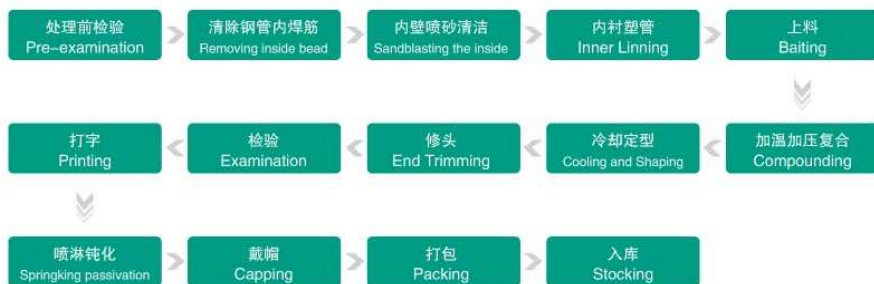 处理前检验
Pre-examination
清除钢管内焊筋
Removing inside bead
内壁喷砂清洁
Sandblasting the inside
内衬塑管
Inner Linning
上料
Baiting
加温加压复合
Compounding
冷却定型
Cooling and Shaping
修头
End Trimming
检验
Examination
打字
Printing
喷淋钝化
Springking passivation
戴帽
Capping
打包
Packing
入库
Stocking